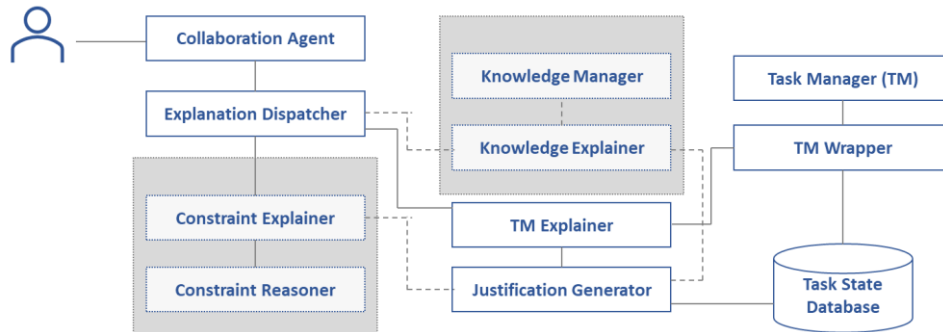 Collaboration Agent
Knowledge Manager
Task Manager (TM)
Explanation Dispatcher
Knowledge Explainer
TM Wrapper
Constraint Explainer
TM Explainer
Constraint Reasoner
Justification Generator
Task State
Database